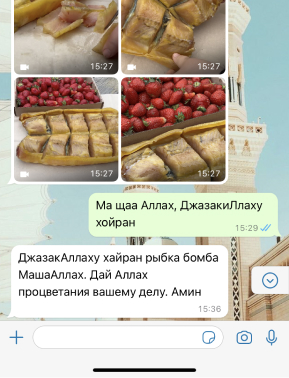 15:27
15:27
15:27
15:27
Ма щаа Аллах, ДжазакиЛлаху
хойран
15:29
ДжазакАллаху хайран рыбка бомба
МашаАллах. Дай Аллах
процветания вашему делу. Амин
15:36